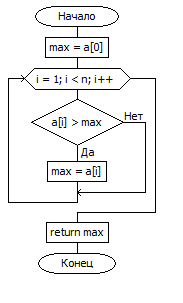 Начало
max = a[0]
i = 1; i < n; i++
a[i] > max
Нет
Да
max = a[i]
return max
Конец